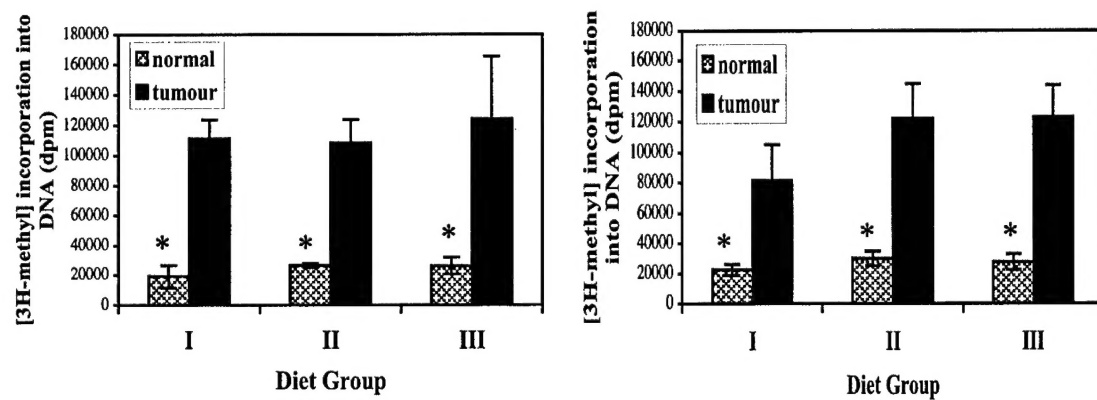 [3H-methyl] incorporation into
DNA (dpm)
180000
160000
140000
120000
100000
80000
60000
40000
20000
0
normal
tumour
*
*
*
I
II
III
Diet Group
[3H-methyl] incorporation
into DNA (dpm)
180000
160000
140000
120000
100000
80000
60000
40000
20000
0
normal
tumour
*
*
*
I
II
III
Diet Group